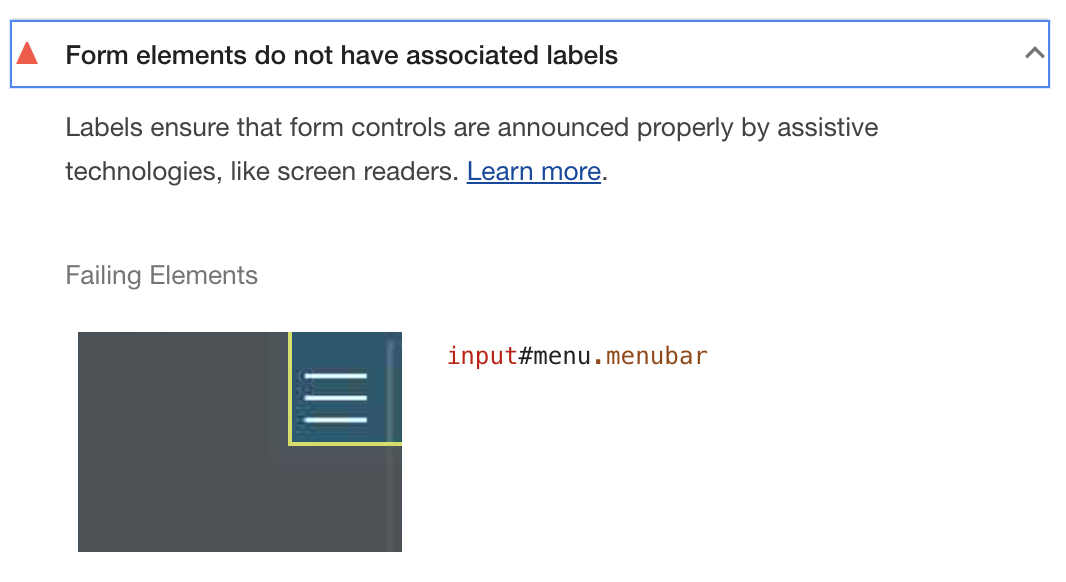 Form elements do not have associated labels
Labels ensure that form controls are announced properly by assistive
technologies, like screen readers. Learn more.
Failing Elements
input#menu.menubar